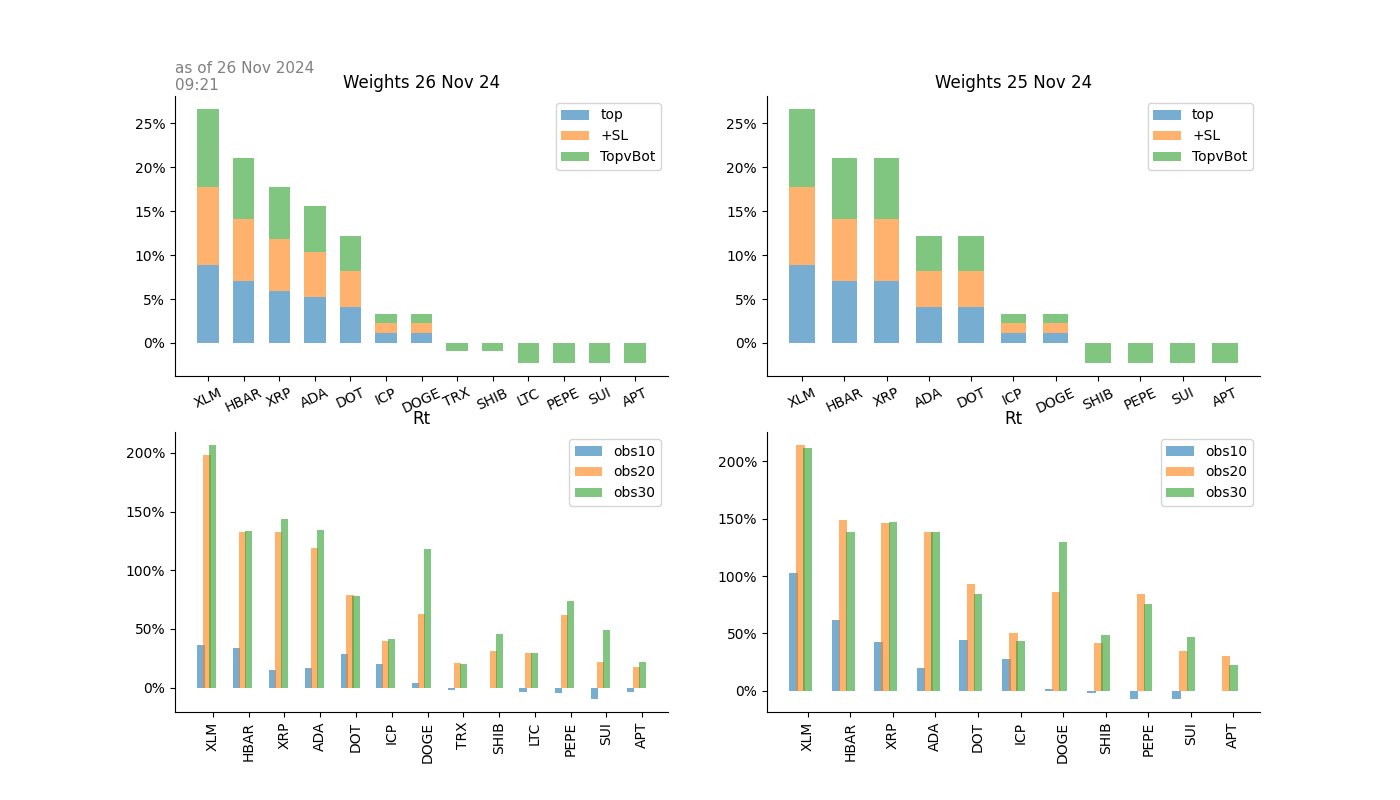 as of 26 Nov 2024
09:21
Weights 26 Nov 24
25%
20%
15%
10%
5%
0%
top
+SL
TopvBot
XLM HBAR XRP ADA DOT ICP DOGE TRX SHIB LTC PEPE SUI APT
Weights 25 Nov 24
25%
20%
15%
10%
5%
0%
top
+SL
TopvBot
XLM HBAR XRP ADA DOT ICP DOGE SHIB PEPE SUI APT
Rt
200%
150%
100%
50%
0%
obs10
obs20
obs30
XLM HBAR XRP ADA DOT ICP DOGE TRX SHIB LTC PEPE SUI APT
Rt
200%
150%
100%
50%
0%
obs10
obs20
obs30
XLM HBAR XRP ADA DOT ICP DOGE SHIB PEPE SUI APT